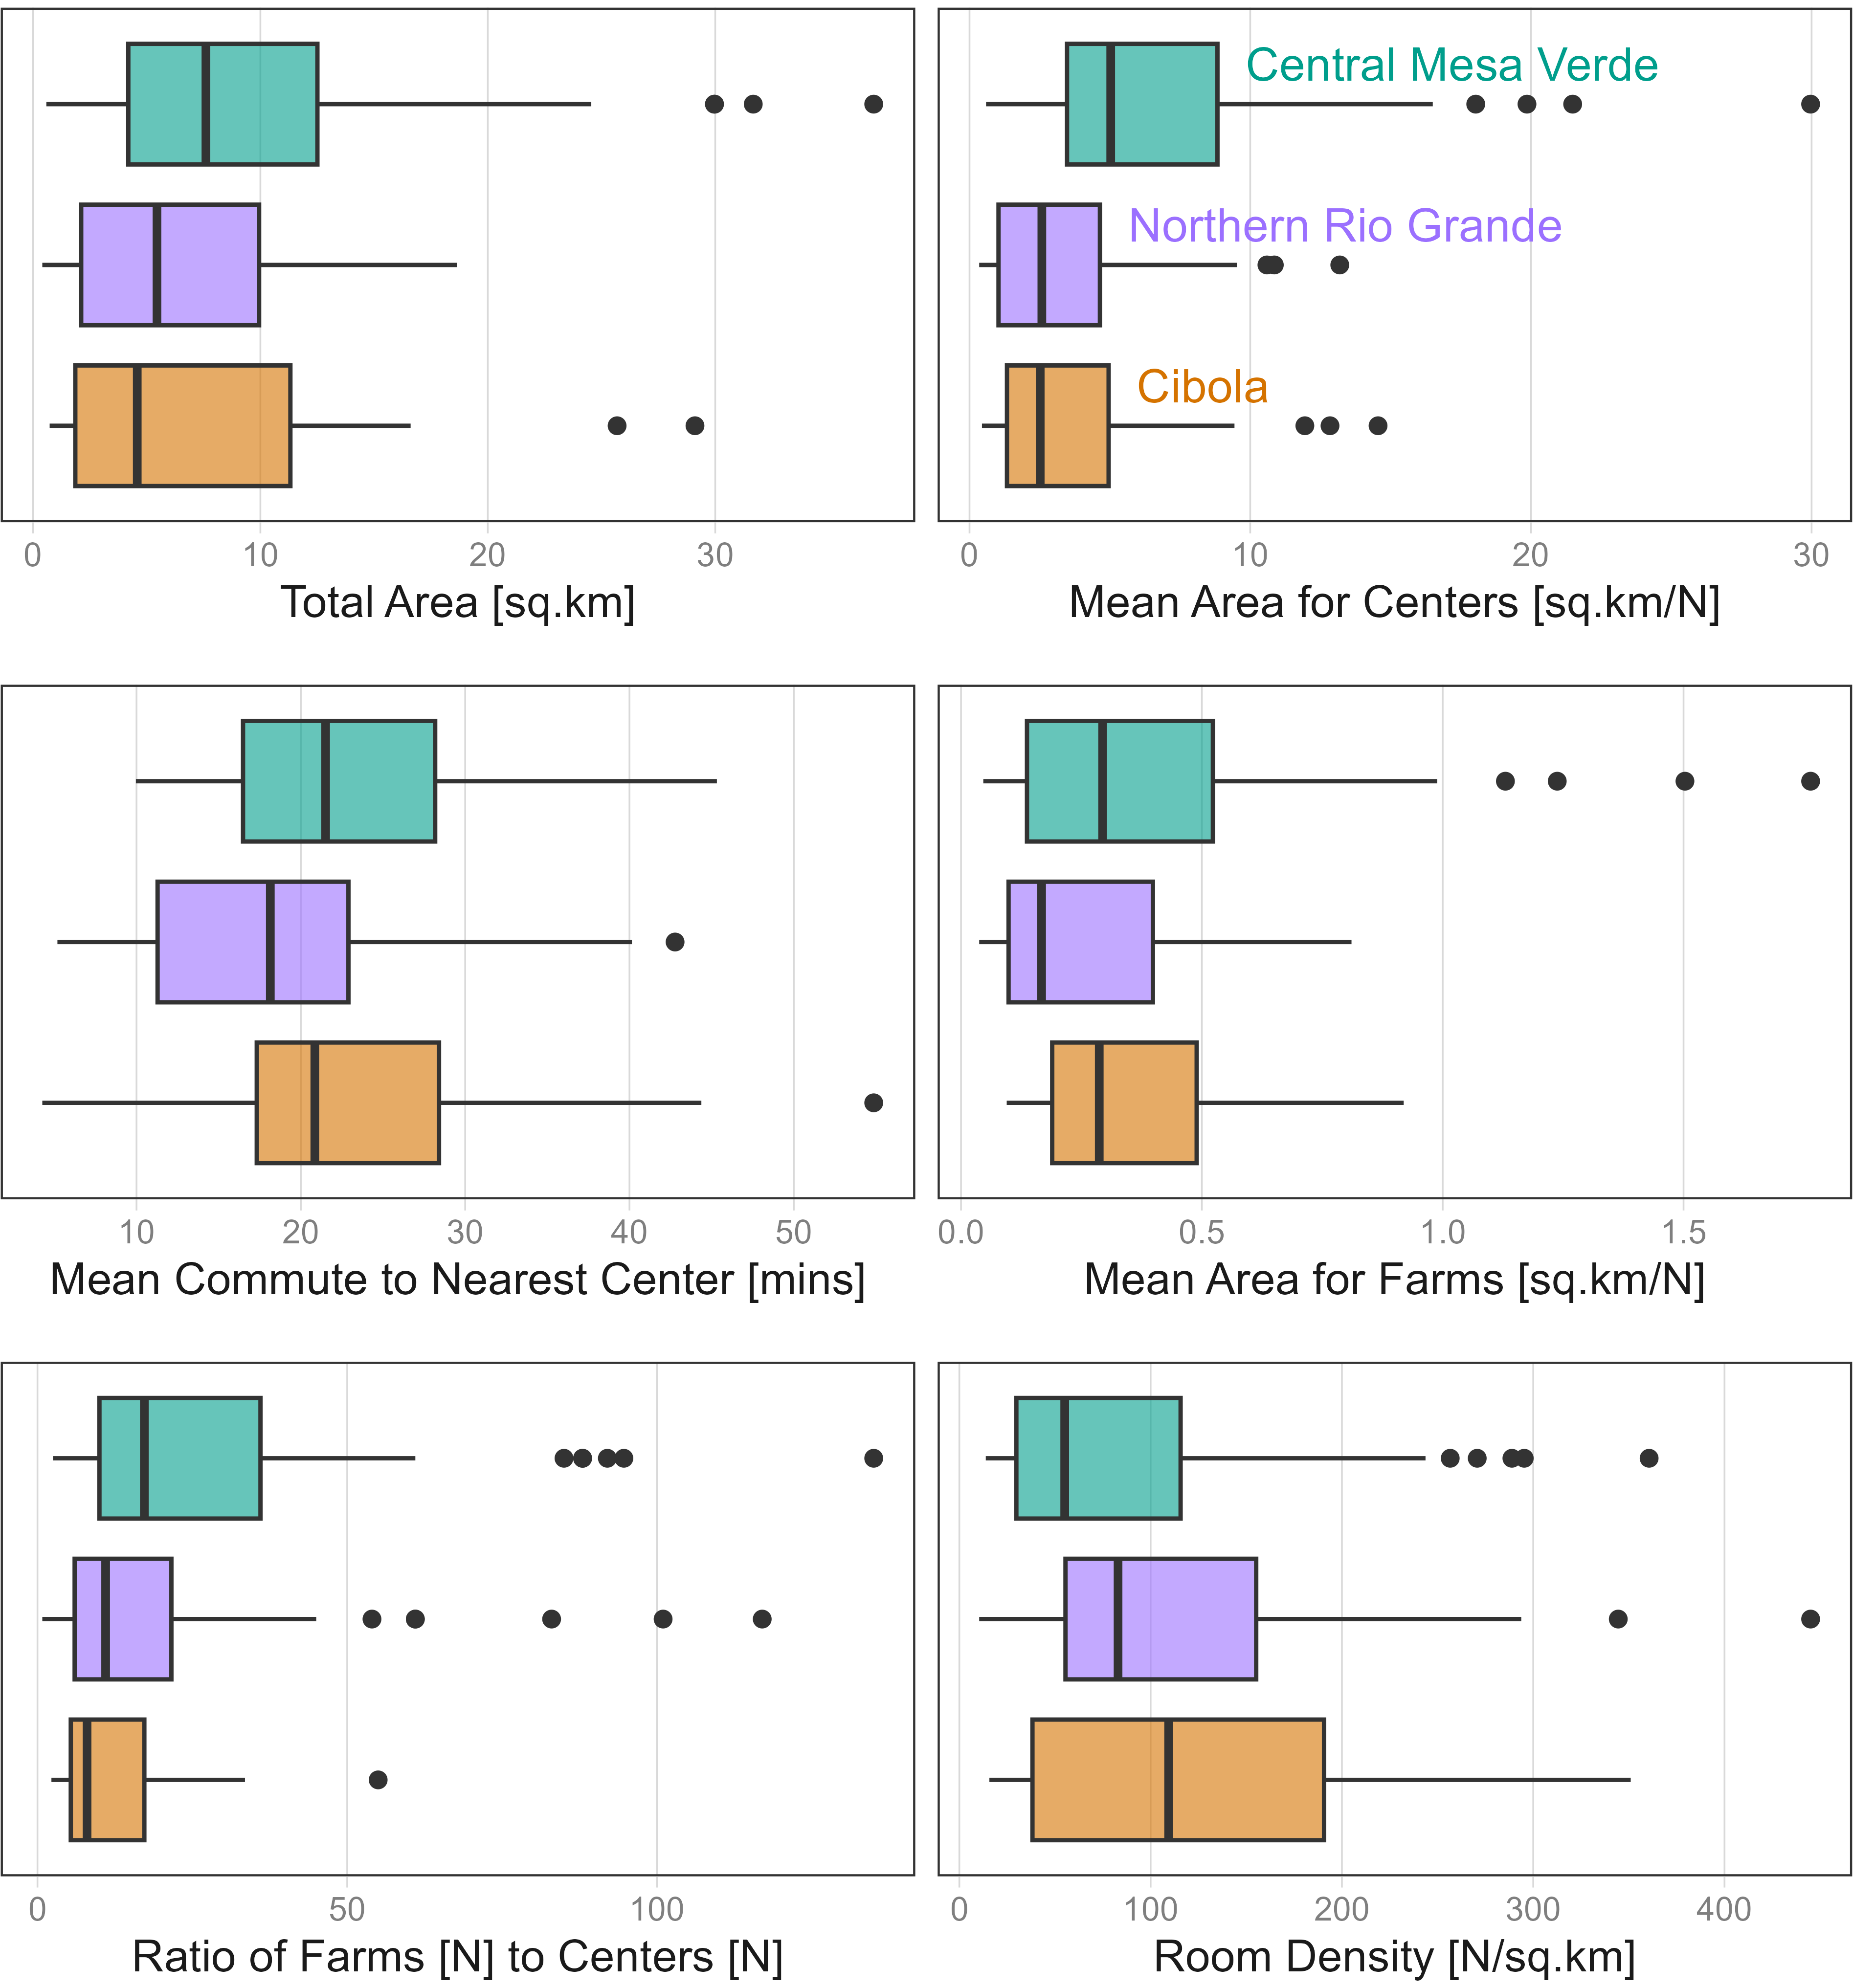 Central Mesa Verde
Northern Rio Grande
Cibola
0 10 20 30
Total Area [sq.km]
0 10 20 30
Mean Area for Centers [sq.km/N]
10 20 30 40 50
Mean Commute to Nearest Center [mins]
0.0 0.5 1.0 1.5
Mean Area for Farms [sq.km/N]
0 50 100
Ratio of Farms [N] to Centers [N]
0 100 200 300 400
Room Density [N/sq.km]